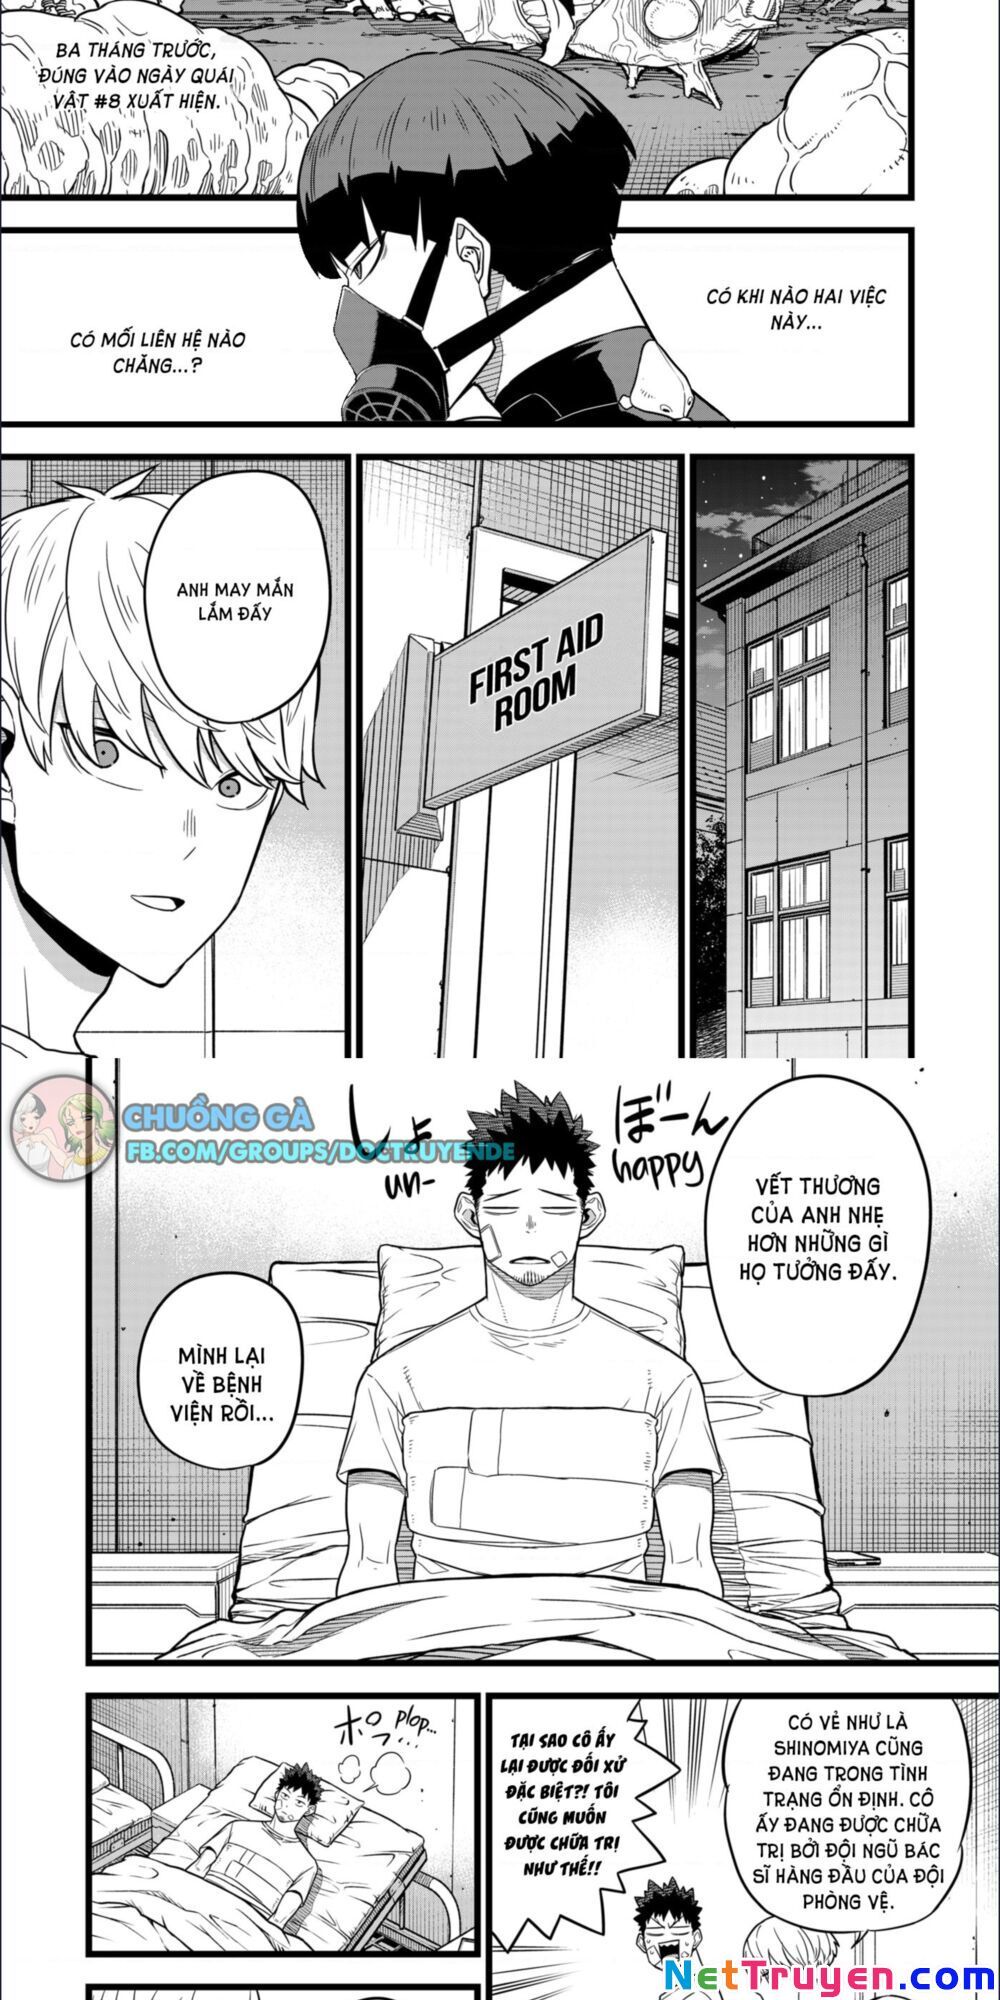 BA THÁNG TRƯỚC,
ĐÚNG VÀO NGÀY QUÁI
VẬT #8 XUẤT HIỆN.
CÓ KHI NÀO HAI VIỆC
NÀY...
CÓ MỐI LIÊN HỆ NÀO
CHĂNG...?
FIRST AID
ROOM
ANH MAY MẮN
LẮM ĐẤY
CHUỒNG GÀ
FB.COM/GROUPS/DOCTRUYENDE
しょ
un-
ぼーん
happy
VẾT THƯƠNG
CỦA ANH NHẸ
HƠN NHỮNG GÌ
HỌ TƯỞNG ĐẤY.
MÌNH LẠI
VỀ BỆNH
VIỆN RỒI...
CÓ VẺ NHƯ LÀ
SHINOMIYA CŨNG
ĐANG TRONG TÌNH
TRẠNG ỔN ĐỊNH. CÔ
ẤY ĐANG ĐƯỢC CHỮA
TRỊ BỞI ĐỘI NGŨ BÁC
SĨ HÀNG ĐẦU CỦA ĐỘI
PHÒNG VỆ.
TẠI SAO CÔ ẤY
LẠI ĐƯỢC ĐỐI XỬ
ĐẶC BIỆT?! TÔI
CŨNG MUỐN
ĐƯỢC CHỮA TRỊ
NHƯ THẾ!!
plop...
NetTruyen.com